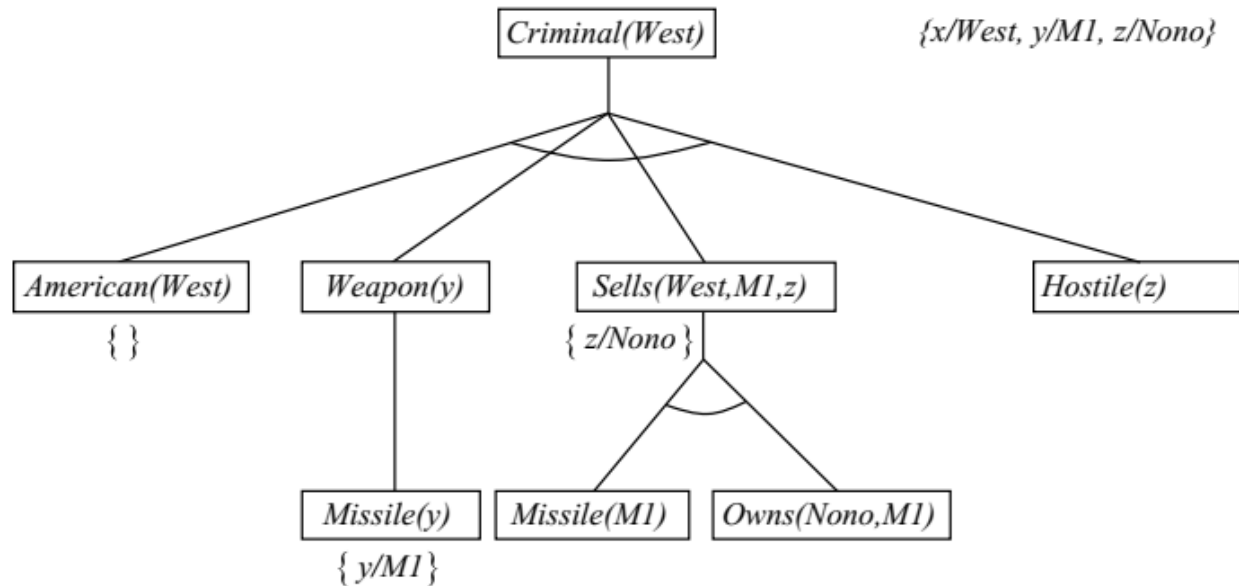 Criminal(West)
{x/West, y/M1, z/Nono}
American(West)
Weapon(y)
Sells(West,M1,z)
Hostile(z)
{ }
{ z/Nono }
Missile(y)
Missile(M1)
Owns(Nono,M1)
{ y/M1}